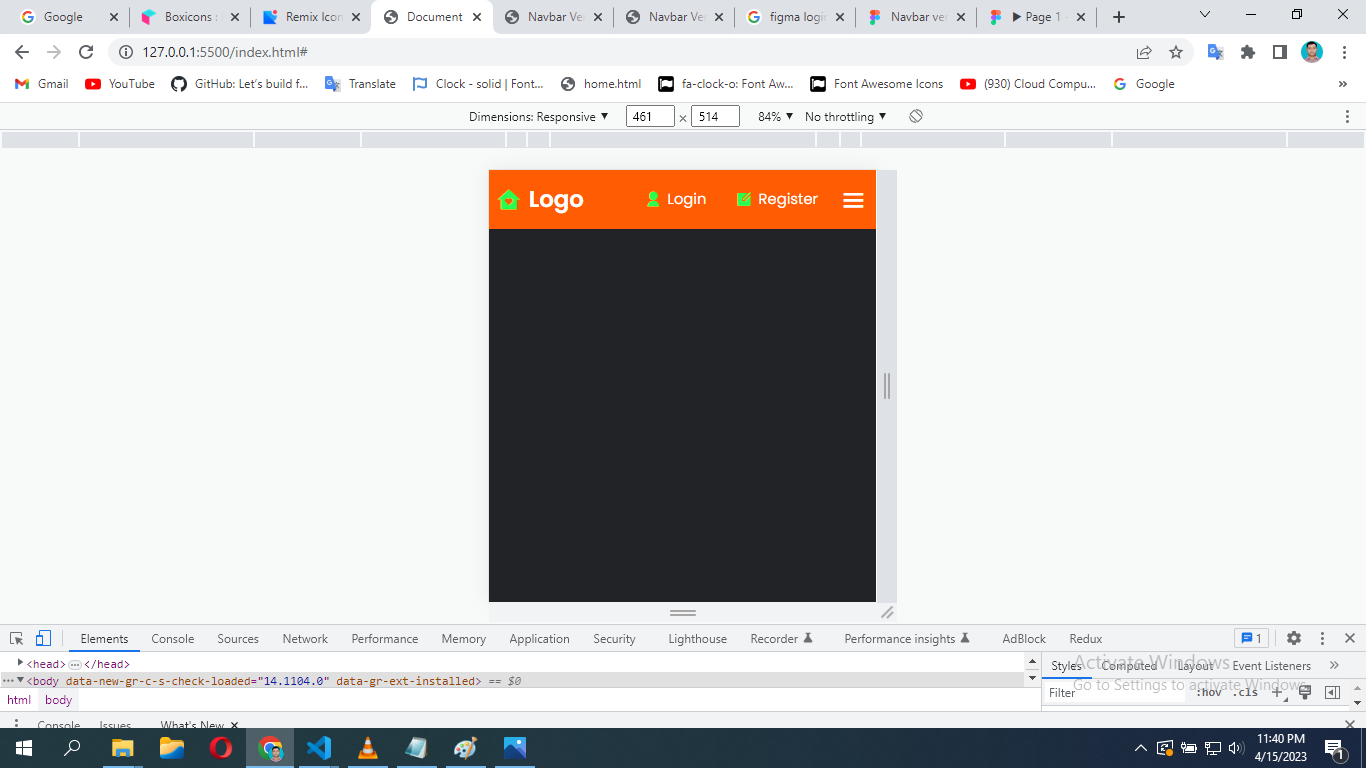 Google
Boxicons :
Remix Icon
Document
Navbar Ver
Navbar Ver
figma login
Navbar ver
▶ Page 1 -
127.0.0.1:5500/index.html#
Gmail
YouTube
GitHub: Let's build f...
Translate
Clock - solid | Font...
home.html
fa-clock-o: Font Aw...
Font Awesome Icons
(930) Cloud Compu...
Google
»
Dimensions: Responsive ▼ 461 × 514 84% ▼ No throttling ▼
Logo Login Register
Elements Console Sources Network Performance Memory Application Security Lighthouse Recorder Performance insights AdBlock Redux 1
<head> ⋯ </head>
⋯ ▼<body data-new-gr-c-s-check-loaded="14.1104.0" data-gr-ext-installed> == $0
html body
Styles Computed Layout Event Listeners »
Filter :hov .cls +
Activate Windows
Go to Settings to activate Windows.
Console Issues What's New
11:40 PM
4/15/2023
1